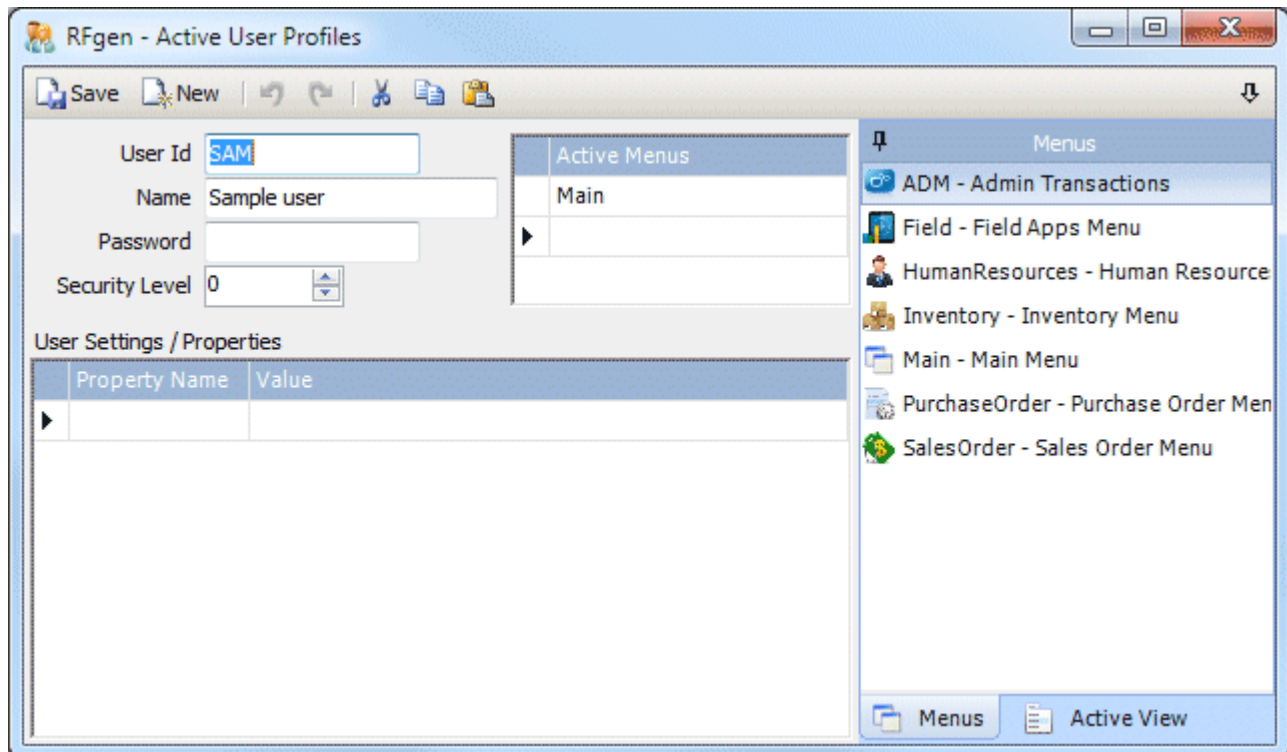 RFgen - Active User Profiles
Save New
User Id SAM
Name Sample user
Password
Security Level 0
Active Menus
Main
User Settings / Properties
Property Name Value
Menus
ADM - Admin Transactions
Field - Field Apps Menu
HumanResources - Human Resource
Inventory - Inventory Menu
Main - Main Menu
PurchaseOrder - Purchase Order Men
SalesOrder - Sales Order Menu
Menus Active View